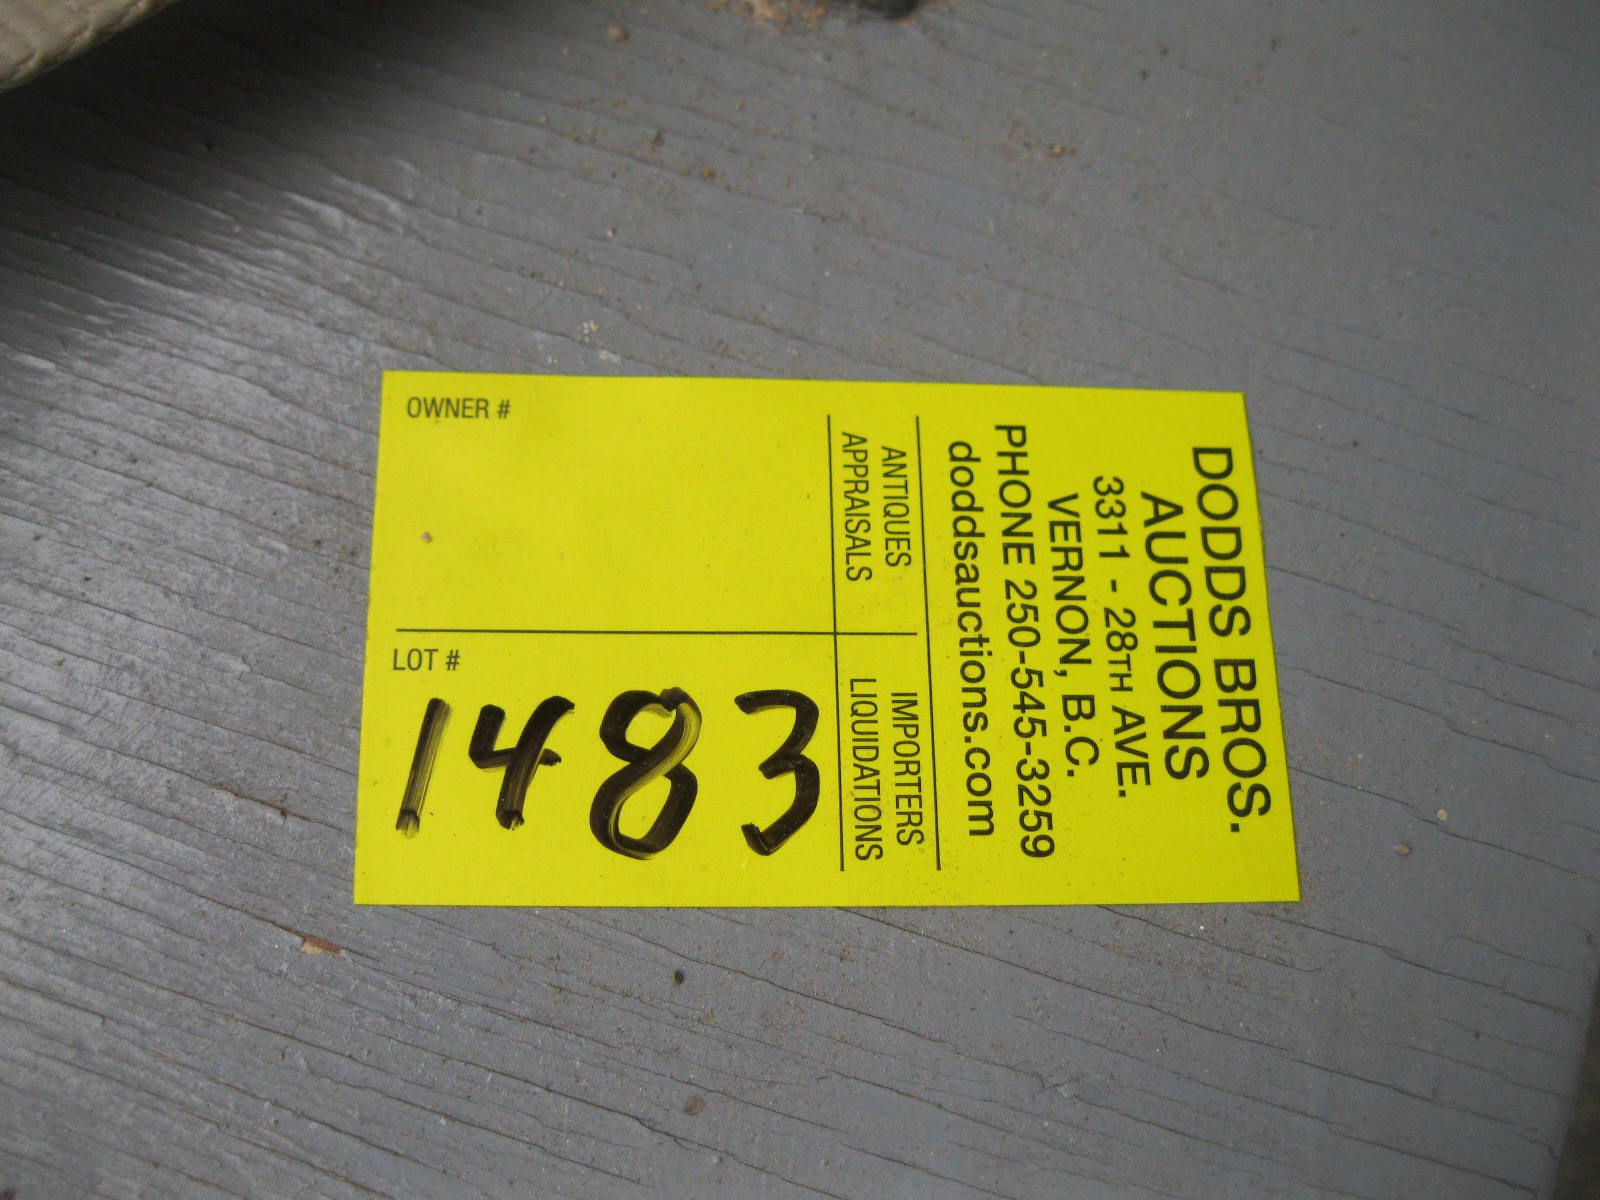 DODDS BROS.
AUCTIONS
3311 - 28TH AVE.
VERNON, B.C.
PHONE 250-545-3259
doddsauctions.com
ANTIQUES IMPORTERS
APPRAISALS LIQUIDATIONS
OWNER #
LOT #
1483